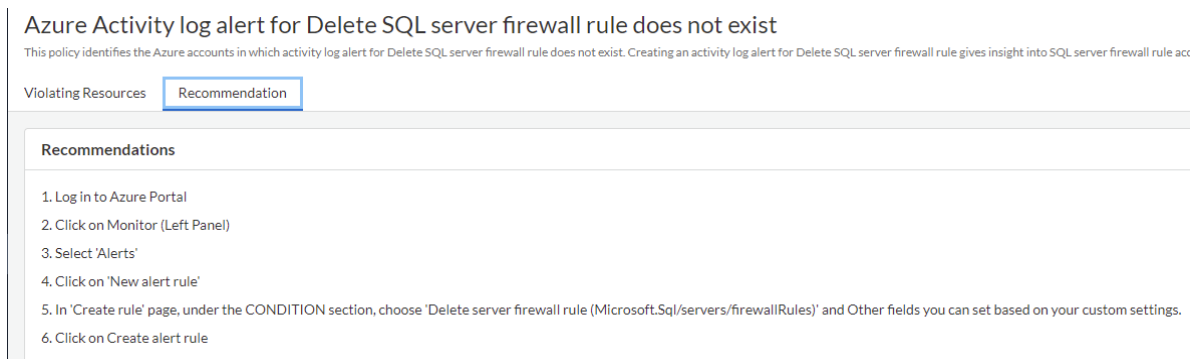 Azure Activity log alert for Delete SQL server firewall rule does not exist
This policy identifies the Azure accounts in which activity log alert for Delete SQL server firewall rule does not exist. Creating an activity log alert for Delete SQL server firewall rule gives insight into SQL server firewall rule
Violating Resources Recommendation
Recommendations
1. Log in to Azure Portal
2. Click on Monitor (Left Panel)
3. Select 'Alerts'
4. Click on 'New alert rule'
5. In 'Create rule' page, under the CONDITION section, choose 'Delete server firewall rule (Microsoft.Sql/servers/firewallRules)' and Other fields you can set based on your custom settings.
6. Click on Create alert rule